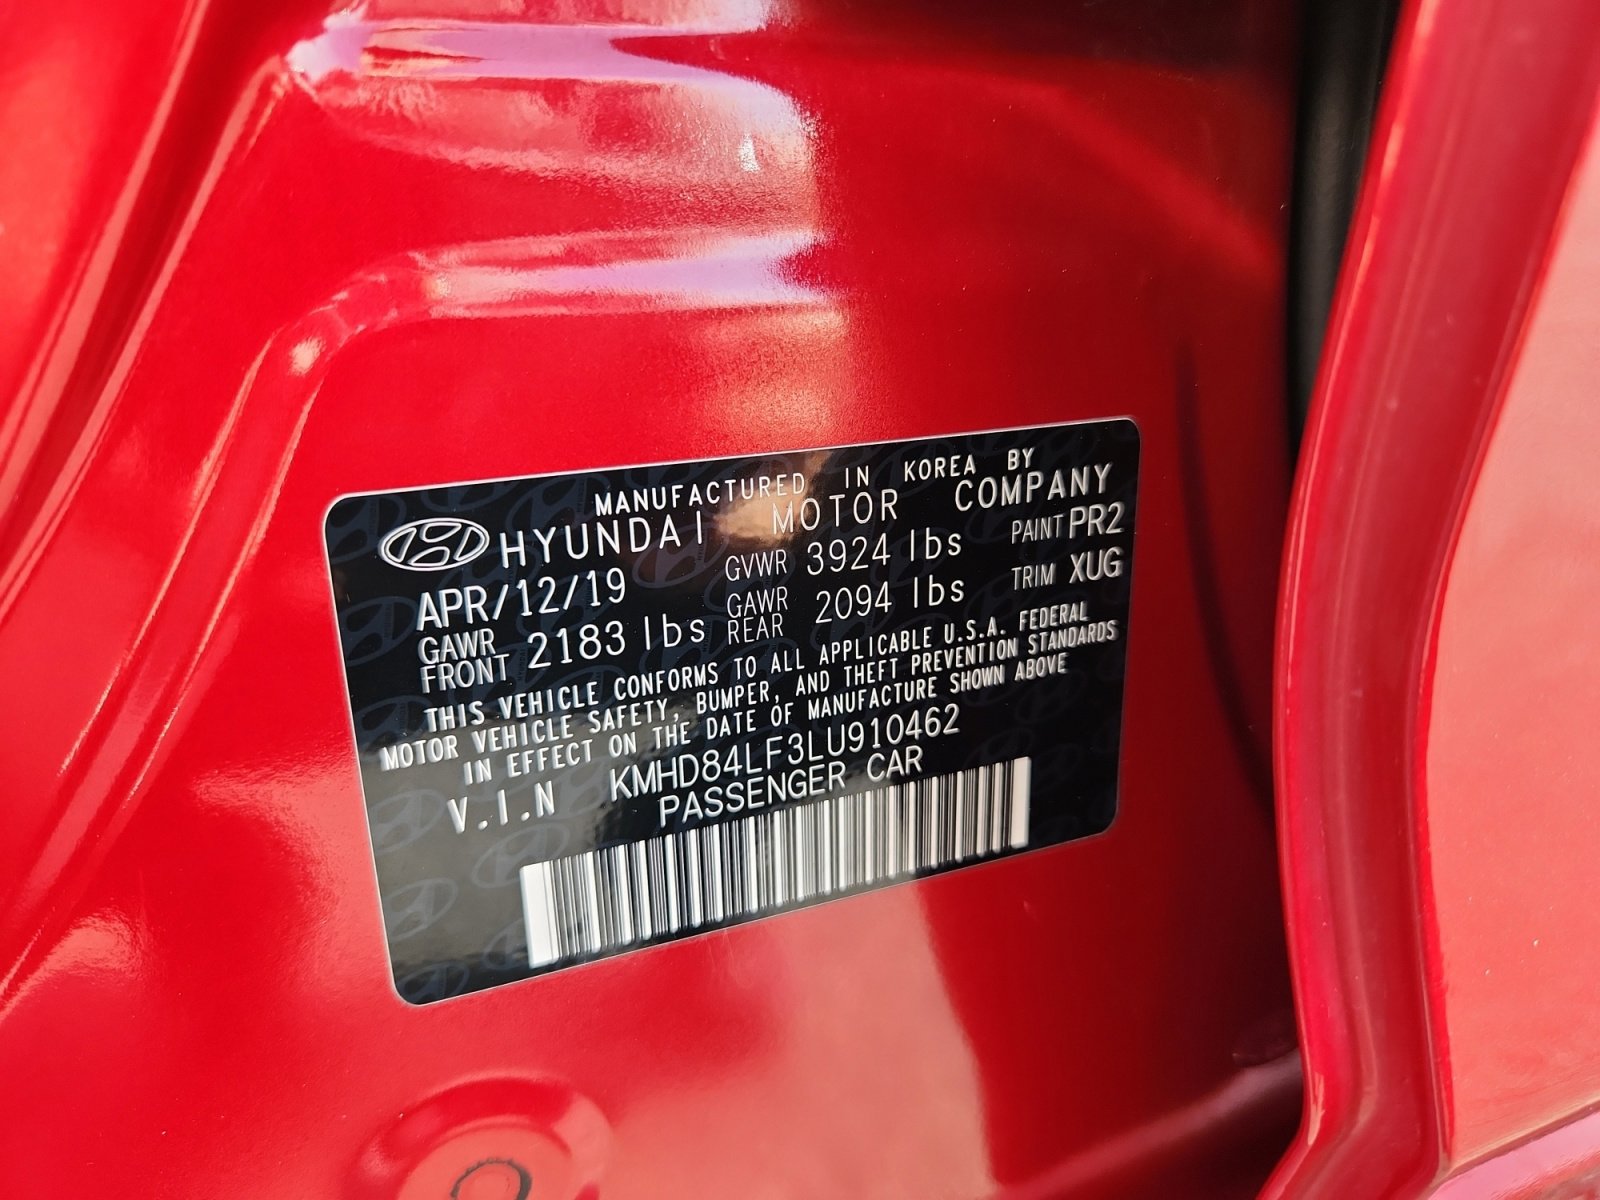 MANUFACTURED IN KOREA BY
HYUNDAI MOTOR COMPANY
APR/12/19 GVWR 3924 lbs PAINT PR2
GAWR FRONT 2183 lbs GAWR REAR 2094 lbs TRIM XUG
THIS VEHICLE CONFORMS TO ALL APPLICABLE U.S.A. FEDERAL
MOTOR VEHICLE SAFETY, BUMPER, AND THEFT PREVENTION STANDARDS
IN EFFECT ON THE DATE OF MANUFACTURE SHOWN ABOVE
V.I.N KMHD84LF3LU910462
PASSENGER CAR